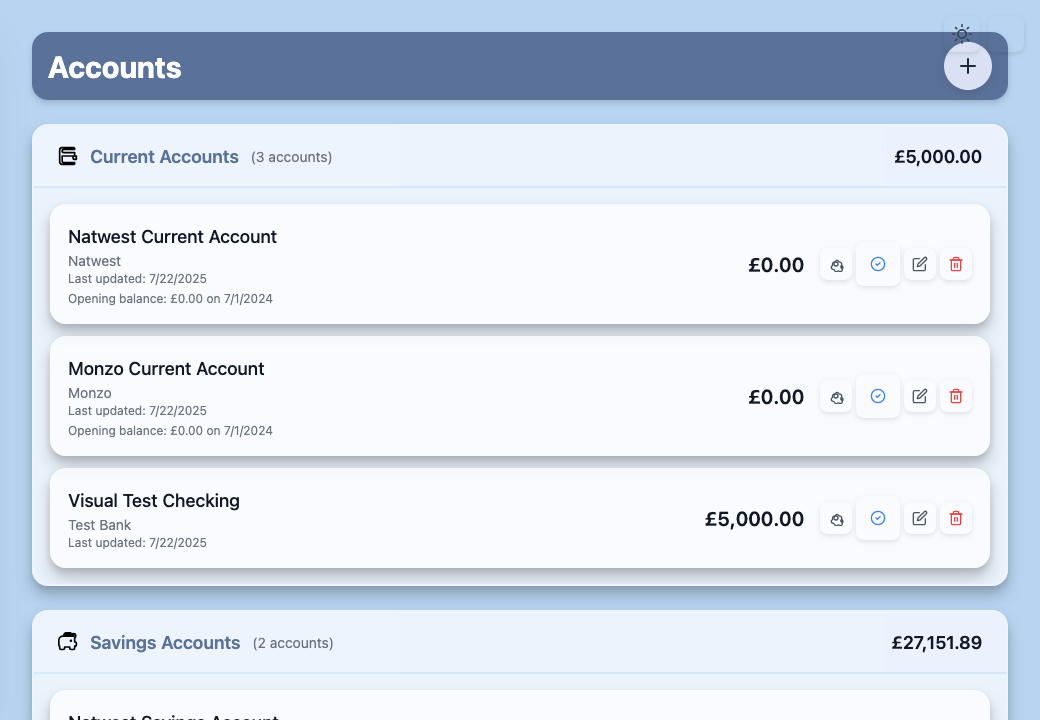 Accounts
Current Accounts (3 accounts) £5,000.00
Natwest Current Account
Natwest
Last updated: 7/22/2025
Opening balance: £0.00 on 7/1/2024
£0.00
Monzo Current Account
Monzo
Last updated: 7/22/2025
Opening balance: £0.00 on 7/1/2024
£0.00
Visual Test Checking
Test Bank
Last updated: 7/22/2025
£5,000.00
Savings Accounts (2 accounts) £27,151.89
Natwest Savings Account